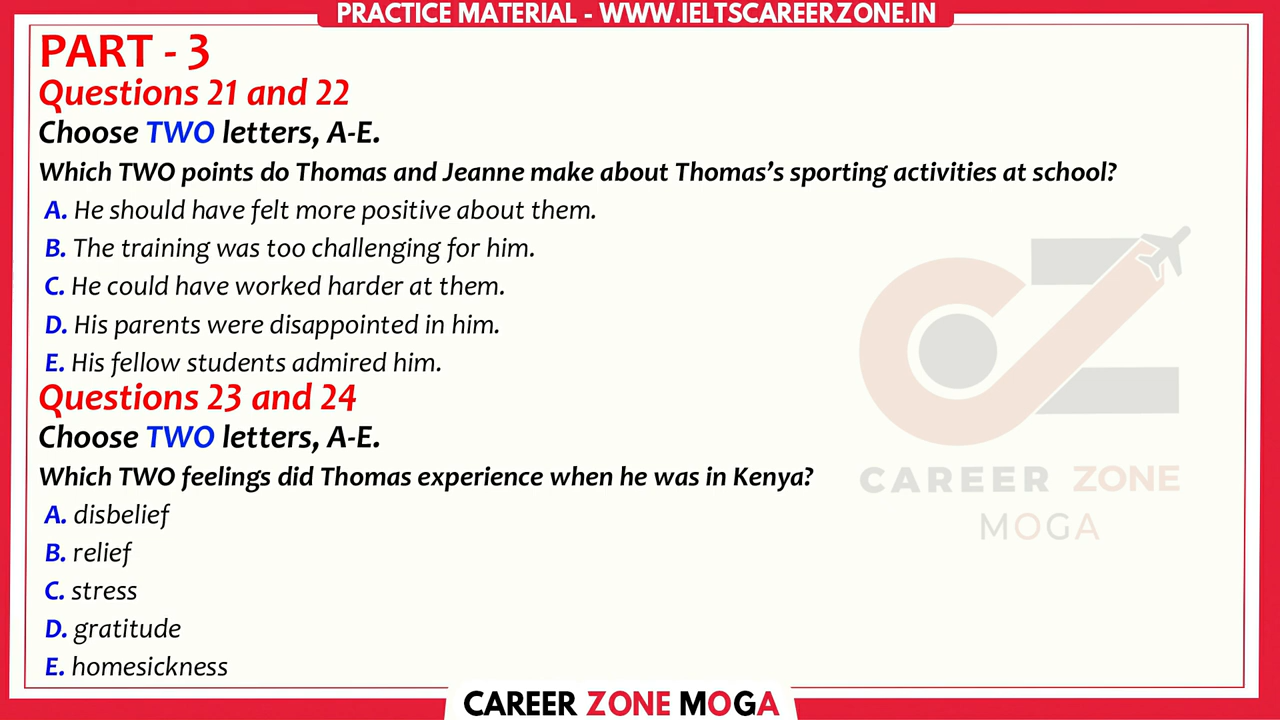 PRACTICE MATERIAL - WWW.IELTSCAREERZONE.IN
PART - 3
Questions 21 and 22
Choose TWO letters, A-E.
Which TWO points do Thomas and Jeanne make about Thomas’s sporting activities at school?
A. He should have felt more positive about them.
B. The training was too challenging for him.
C. He could have worked harder at them.
D. His parents were disappointed in him.
E. His fellow students admired him.
Questions 23 and 24
Choose TWO letters, A-E.
Which TWO feelings did Thomas experience when he was in Kenya?
A. disbelief
B. relief
C. stress
D. gratitude
E. homesickness
CZ
CAREER ZONE
MOGA
CAREER ZONE MOGA